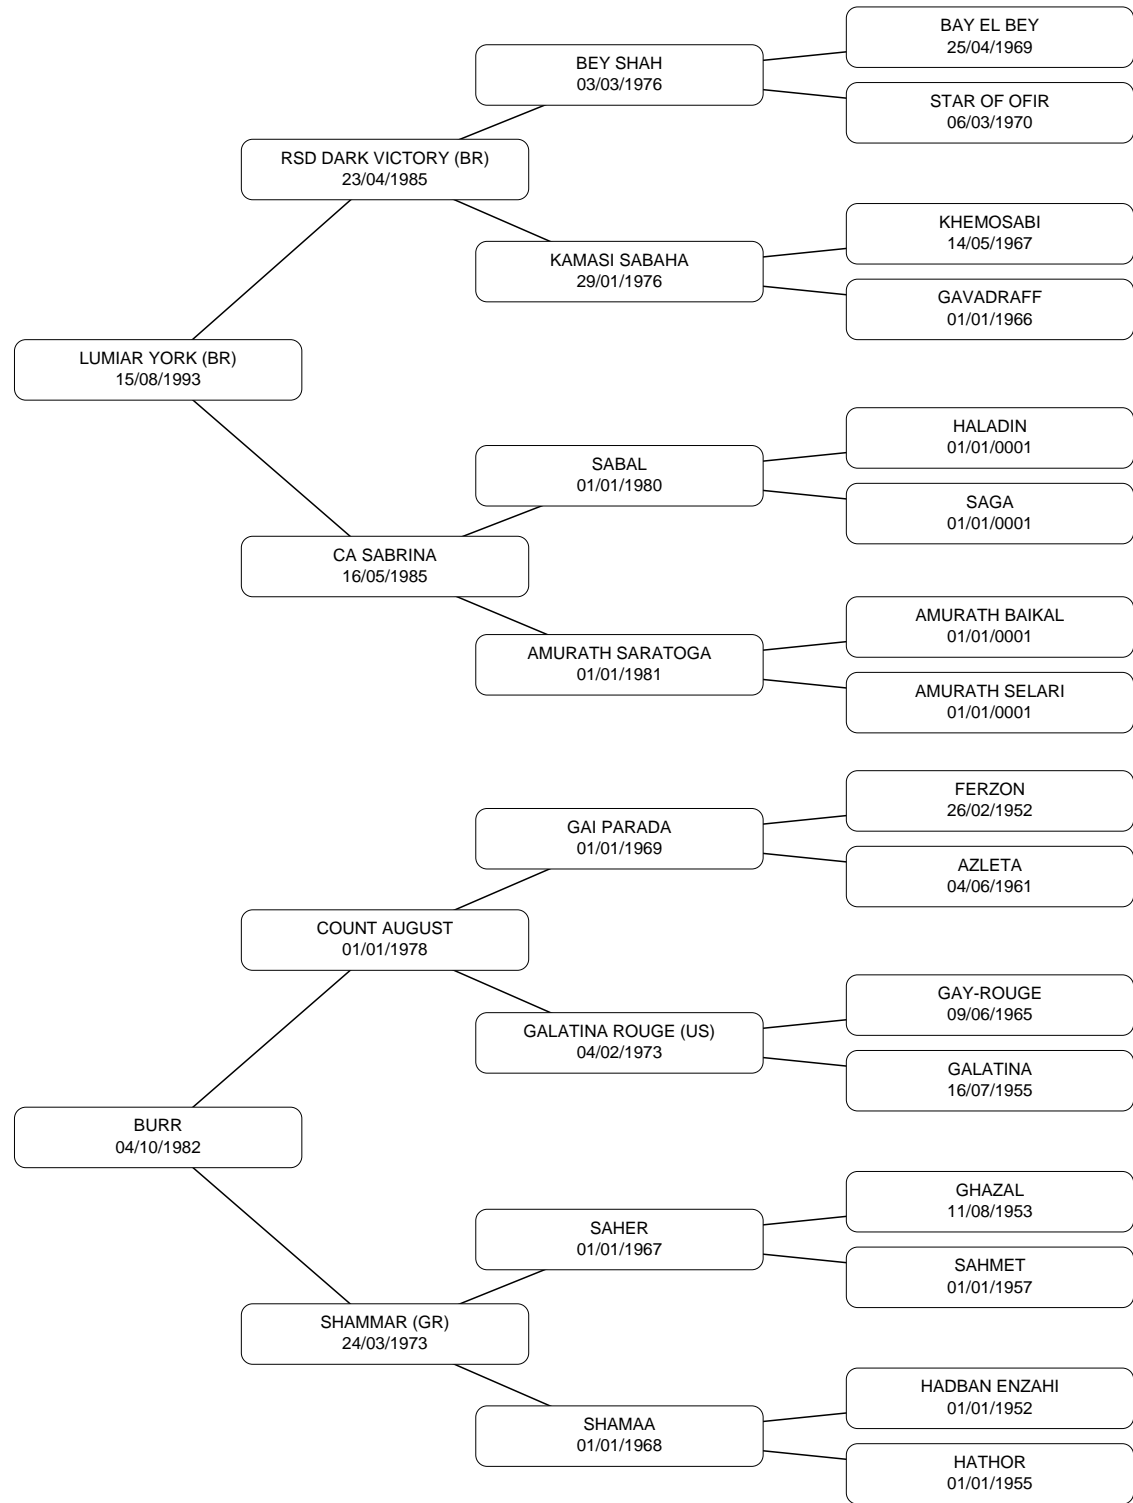 BAY EL BEY
25/04/1969
BEY SHAH
03/03/1976
STAR OF OFIR
06/03/1970
RSD DARK VICTORY (BR)
23/04/1985
KHEMOSABI
14/05/1967
KAMASI SABAHA
29/01/1976
GAVADRAFF
01/01/1966
LUMIAR YORK (BR)
15/08/1993
HALADIN
01/01/0001
SABAL
01/01/1980
SAGA
01/01/0001
CA SABRINA
16/05/1985
AMURATH BAIKAL
01/01/0001
AMURATH SARATOGA
01/01/1981
AMURATH SELARI
01/01/0001
FERZON
26/02/1952
GAI PARADA
01/01/1969
AZLETA
04/06/1961
COUNT AUGUST
01/01/1978
GAY-ROUGE
09/06/1965
GALATINA ROUGE (US)
04/02/1973
GALATINA
16/07/1955
BURR
04/10/1982
GHAZAL
11/08/1953
SAHER
01/01/1967
SAHMET
01/01/1957
SHAMMAR (GR)
24/03/1973
HADBAN ENZAHI
01/01/1952
SHAMAA
01/01/1968
HATHOR
01/01/1955